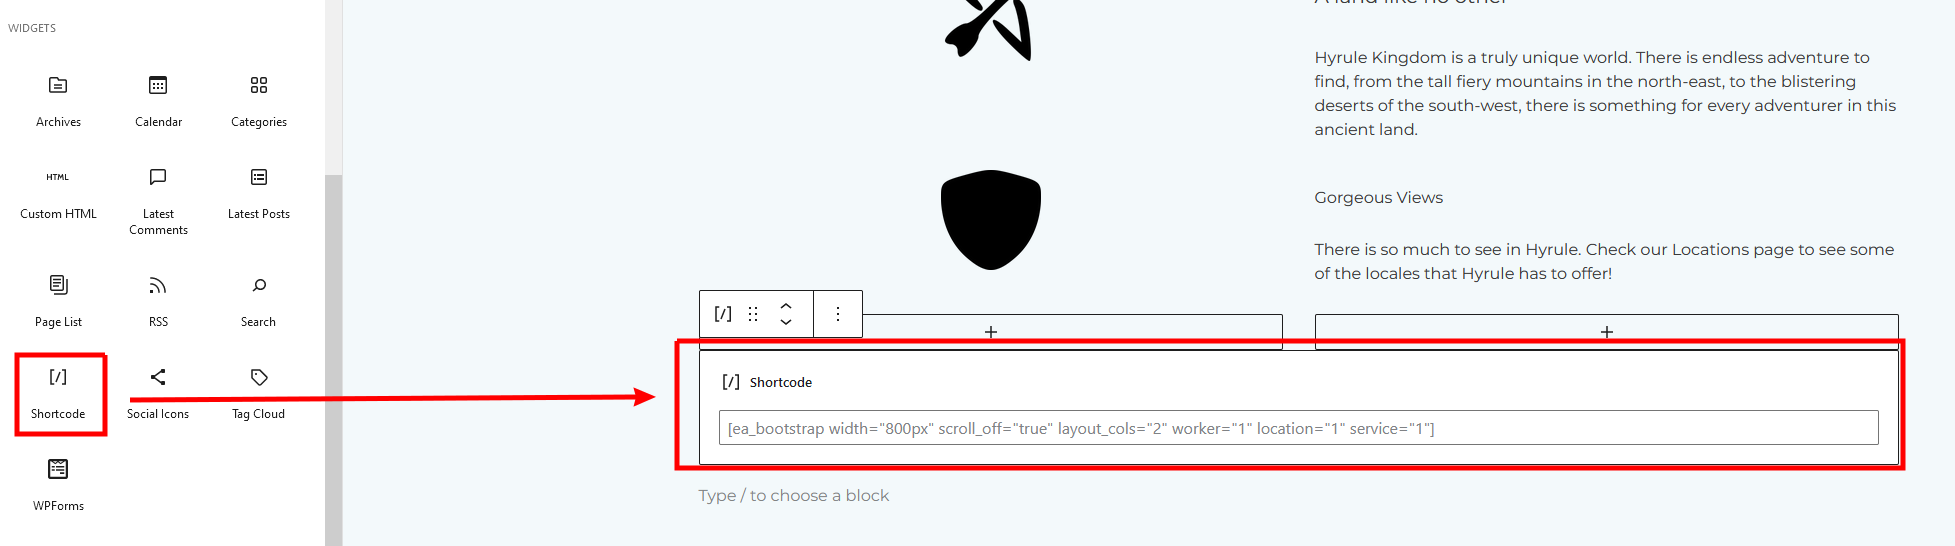 WIDGETS
Archives
Calendar
Categories
HTML
Custom HTML
Latest
Comments
Latest Posts
Page List
RSS
Search
[/]
Shortcode
Social Icons
Tag Cloud
WPForms
A land like no other
Hyrule Kingdom is a truly unique world. There is endless adventure to
find, from the tall fiery mountains in the north-east, to the blistering
deserts of the south-west, there is something for every adventurer in this
ancient land.
Gorgeous Views
There is so much to see in Hyrule. Check our Locations page to see some
of the locales that Hyrule has to offer!
[/]
+
+
[/] Shortcode
[ea_bootstrap width="800px" scroll_off="true" layout_cols="2" worker="1" location="1" service="1"]
Type / to choose a block